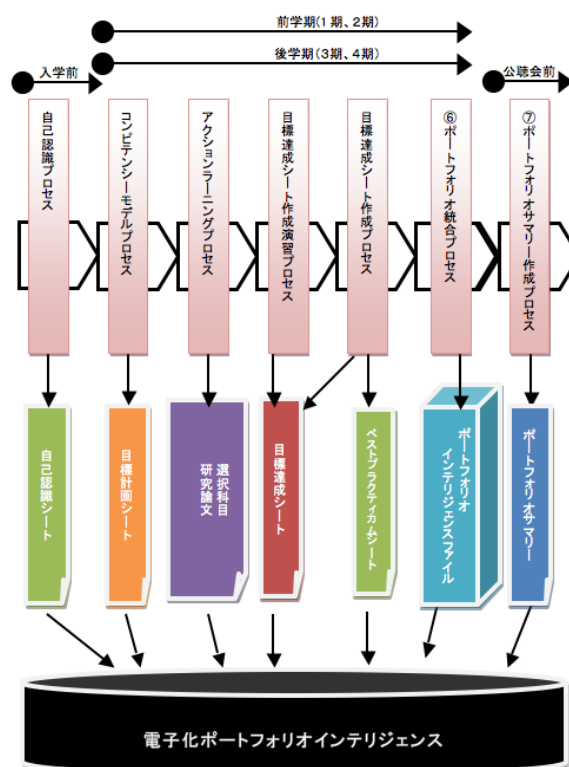 前学期(1期、2期)
後学期(3期、4期)
入学前
公聴会前
自己認識プロセス
コンピテンシーモデルプロセス
アクションラーニングプロセス
目標達成シート作成演習プロセス
目標達成シート作成プロセス
⑥ポートフォリオ統合プロセス
⑦ポートフォリオサマリー作成プロセス
自己認識シート
目標計画シート
選択科目
研究論文
目標達成シート
ベストプラクティカムシート
ポートフォリオ
インテリジェンスファイル
ポートフォリオサマリー
電子化ポートフォリオインテリジェンス